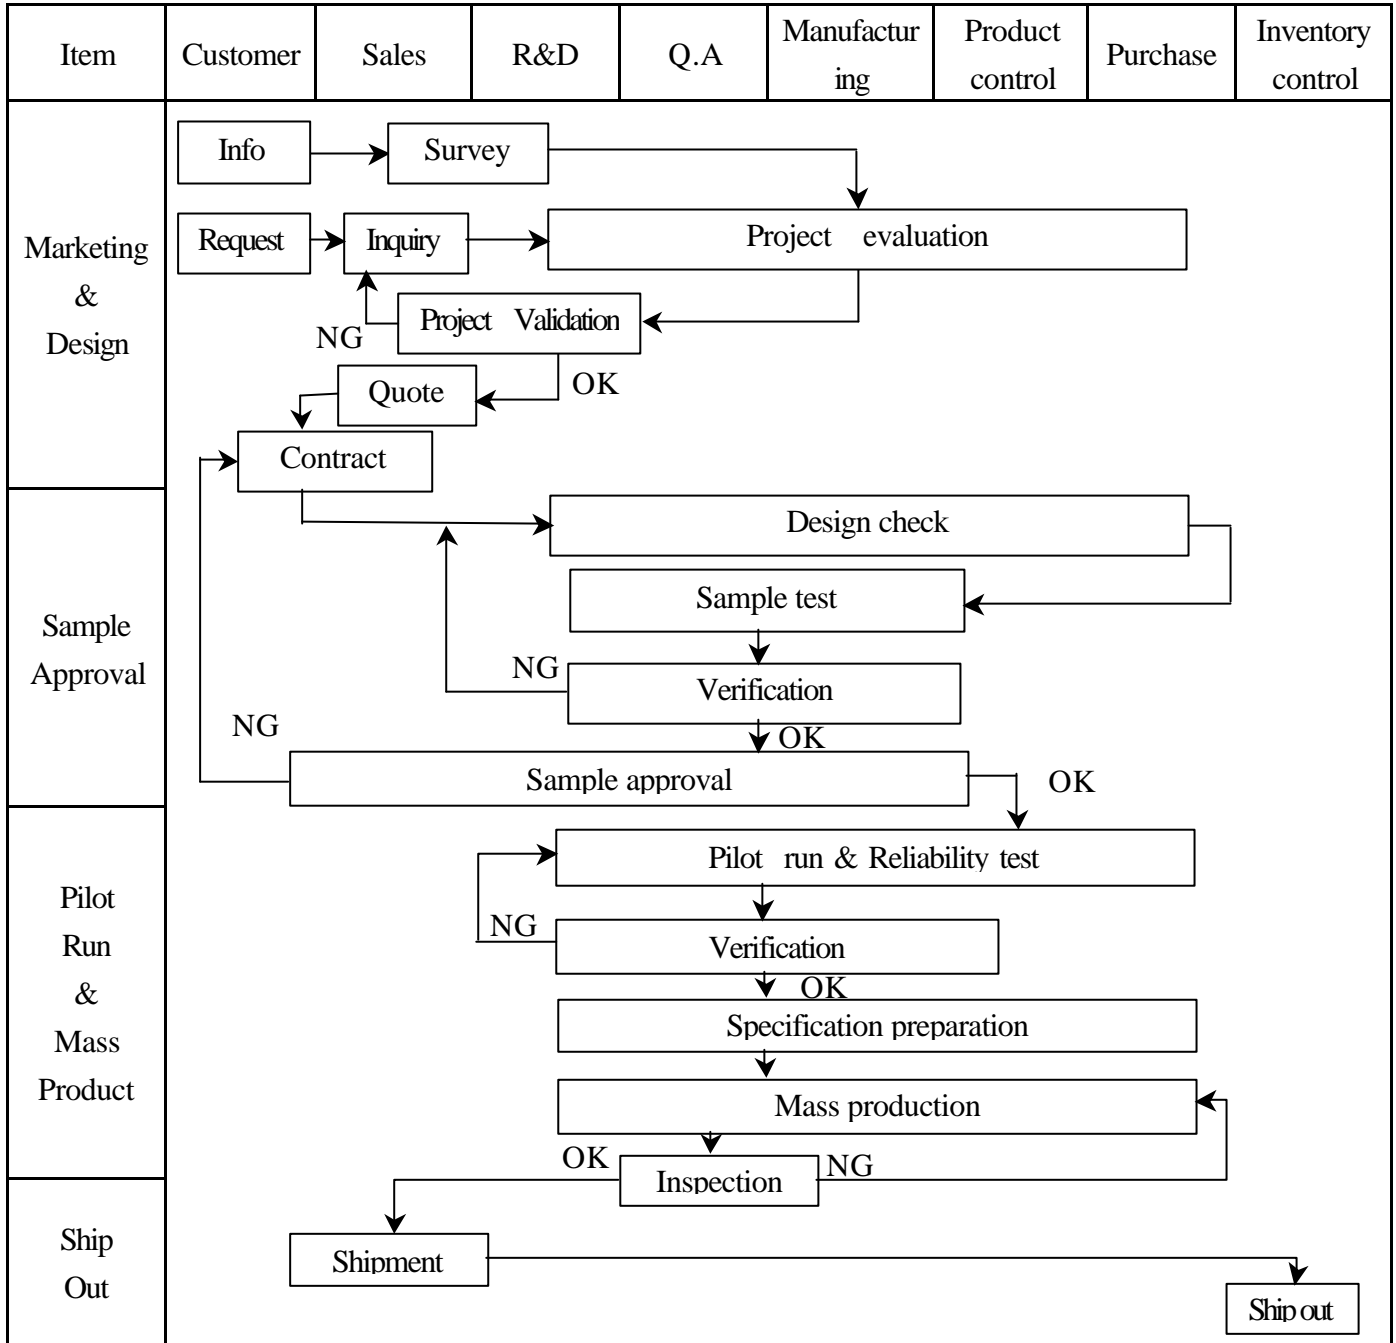 Item Customer Sales R&D Q.A Manufactur Product Purchase Inventory
ing control control
Info Survey
Marketing
&
Design
Request Inquiry Project evaluation
NG Project Validation
Quote OK
Contract
Design check
Sample
Approval
Sample test
NG Verification
NG OK
Sample approval OK
Pilot
Run
&
Mass
Product
Pilot run & Reliability test
NG Verification
OK
Specification preparation
Mass production
OK Inspection NG
Ship
Out
Shipment
Ship out